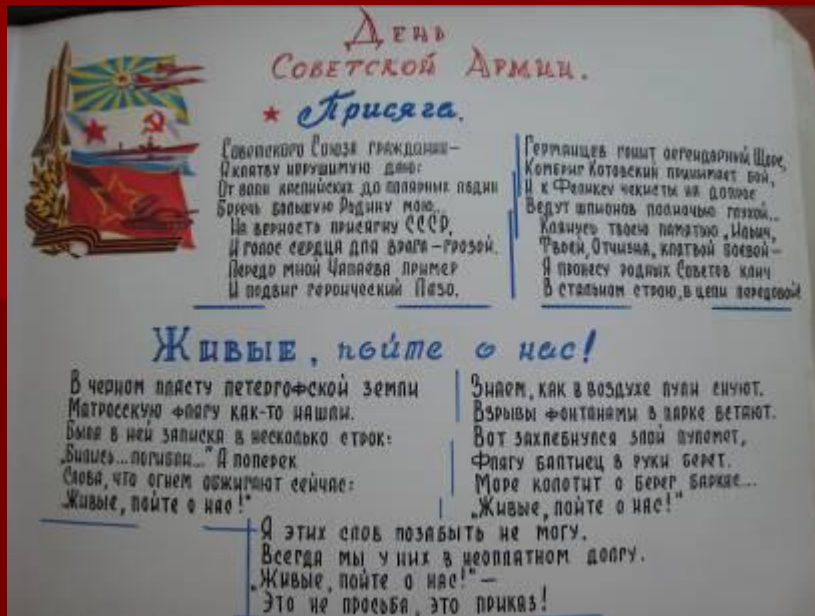 День
Советской Армии.
Присяга.
Советского Союза гражданин –
Я клятву нерушимую даю:
От волн каспийских до полярных льдин
Беречь большую Родину мою.
На верность присягну СССР,
И голос сердца для врага – грозой.
Передо мной Чапаева пример
И подвиг героический Лазо.
Германцев гонит легендарный Щорс,
Комбриг Котовский принимает бой,
И к Феликсу чекисты на допрос
Ведут шпионов полночью глухой...
Клянусь твоею памятью, Ильич,
Твоей, Отчизна, клятвой боевой –
Я пронесу родных Советов клич
В стальном строю, в цепи передовой!
Живые, пойте о нас!
В черном пласту петергофской земли
Матросскую флягу как-то нашли.
Была в ней записка в несколько строк:
„Бились... погибли..." А поперек
Слова, что огнем обжигают сейчас:
„Живые, пойте о нас!"
Знаем, как в воздухе пули снуют.
Взрывы фонтанами в парке встают.
Вот захлебнулся злой пулемет,
Флягу балтиец в руки берет.
Море колотит о берег баркас...
„Живые, пойте о нас!"
Я этих слов позабыть не могу.
Всегда мы у них в неоплатном долгу.
„Живые, пойте о нас!" –
Это не просьба, это приказ!